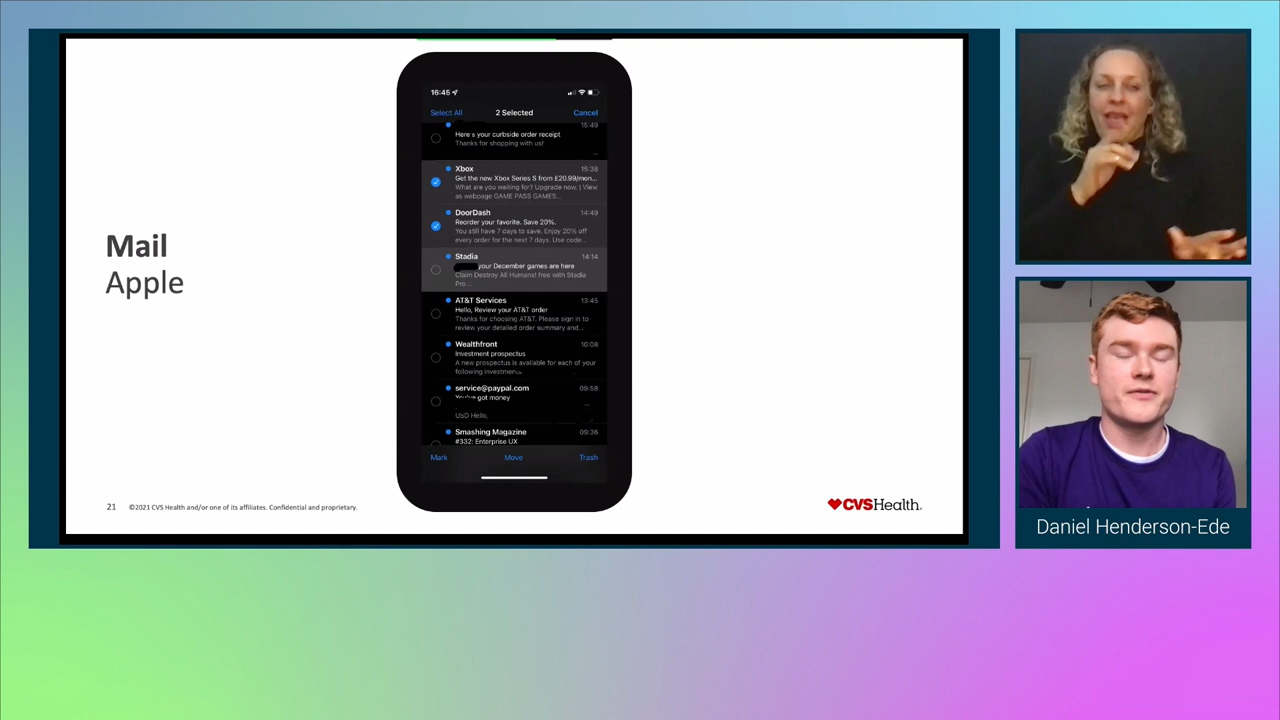 Mail
Apple
16:45
Select All
2 Selected
Cancel
15:49
Here s your curbside order receipt
Thanks for shopping with us!
Xbox
15:38
Get the new Xbox Series S from £20.99/mon...
What are you waiting for? Upgrade now. | View
as webpage GAME PASS GAMES...
DoorDash
14:49
Reorder your favorite. Save 20%.
You still have 7 days to save. Enjoy 20% off
every order for the next 7 days. Use code...
Stadia
14:14
your December games are here
Claim Destroy All Humans! free with Stadia
Pro....
AT&T Services
13:45
Hello, Review your AT&T order
Thanks for choosing AT&T. Please sign in to
review your detailed order summary and...
Wealthfront
10:08
Investment prospectus
A new prospectus is available for each of your
following investments.
service@paypal.com
09:58
You've got money
USD Hello,
Smashing Magazine
09:36
#332: Enterprise UX
Mark
Move
Trash
21
©2021 CVS Health and/or one of its affiliates. Confidential and proprietary.
CVSHealth.
Daniel Henderson-Ede